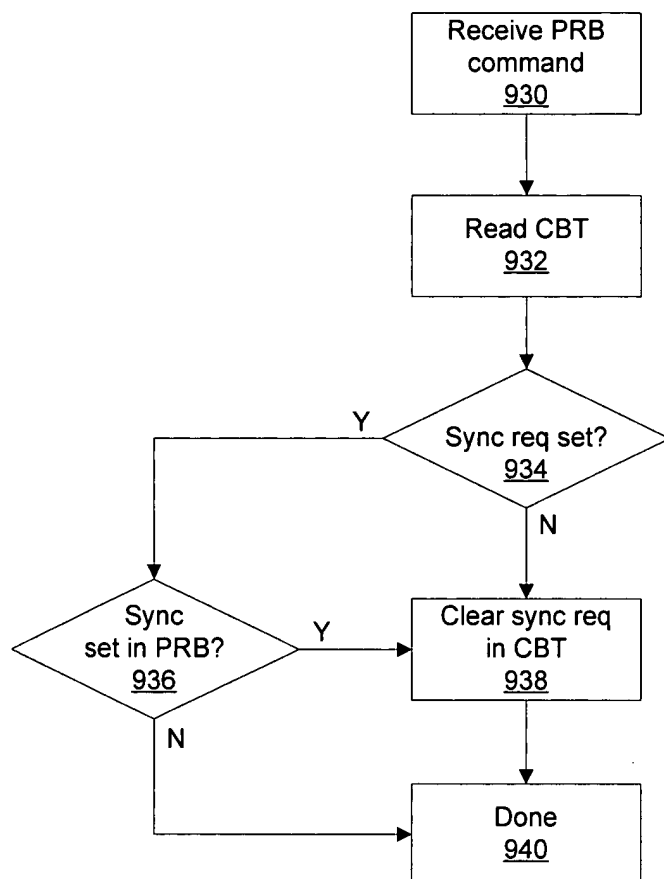 Receive PRB
command
930
Read CBT
932
Y
Sync req set?
934
N
Sync
set in PRB?
936
Y
Clear sync req
in CBT
938
N
Done
940